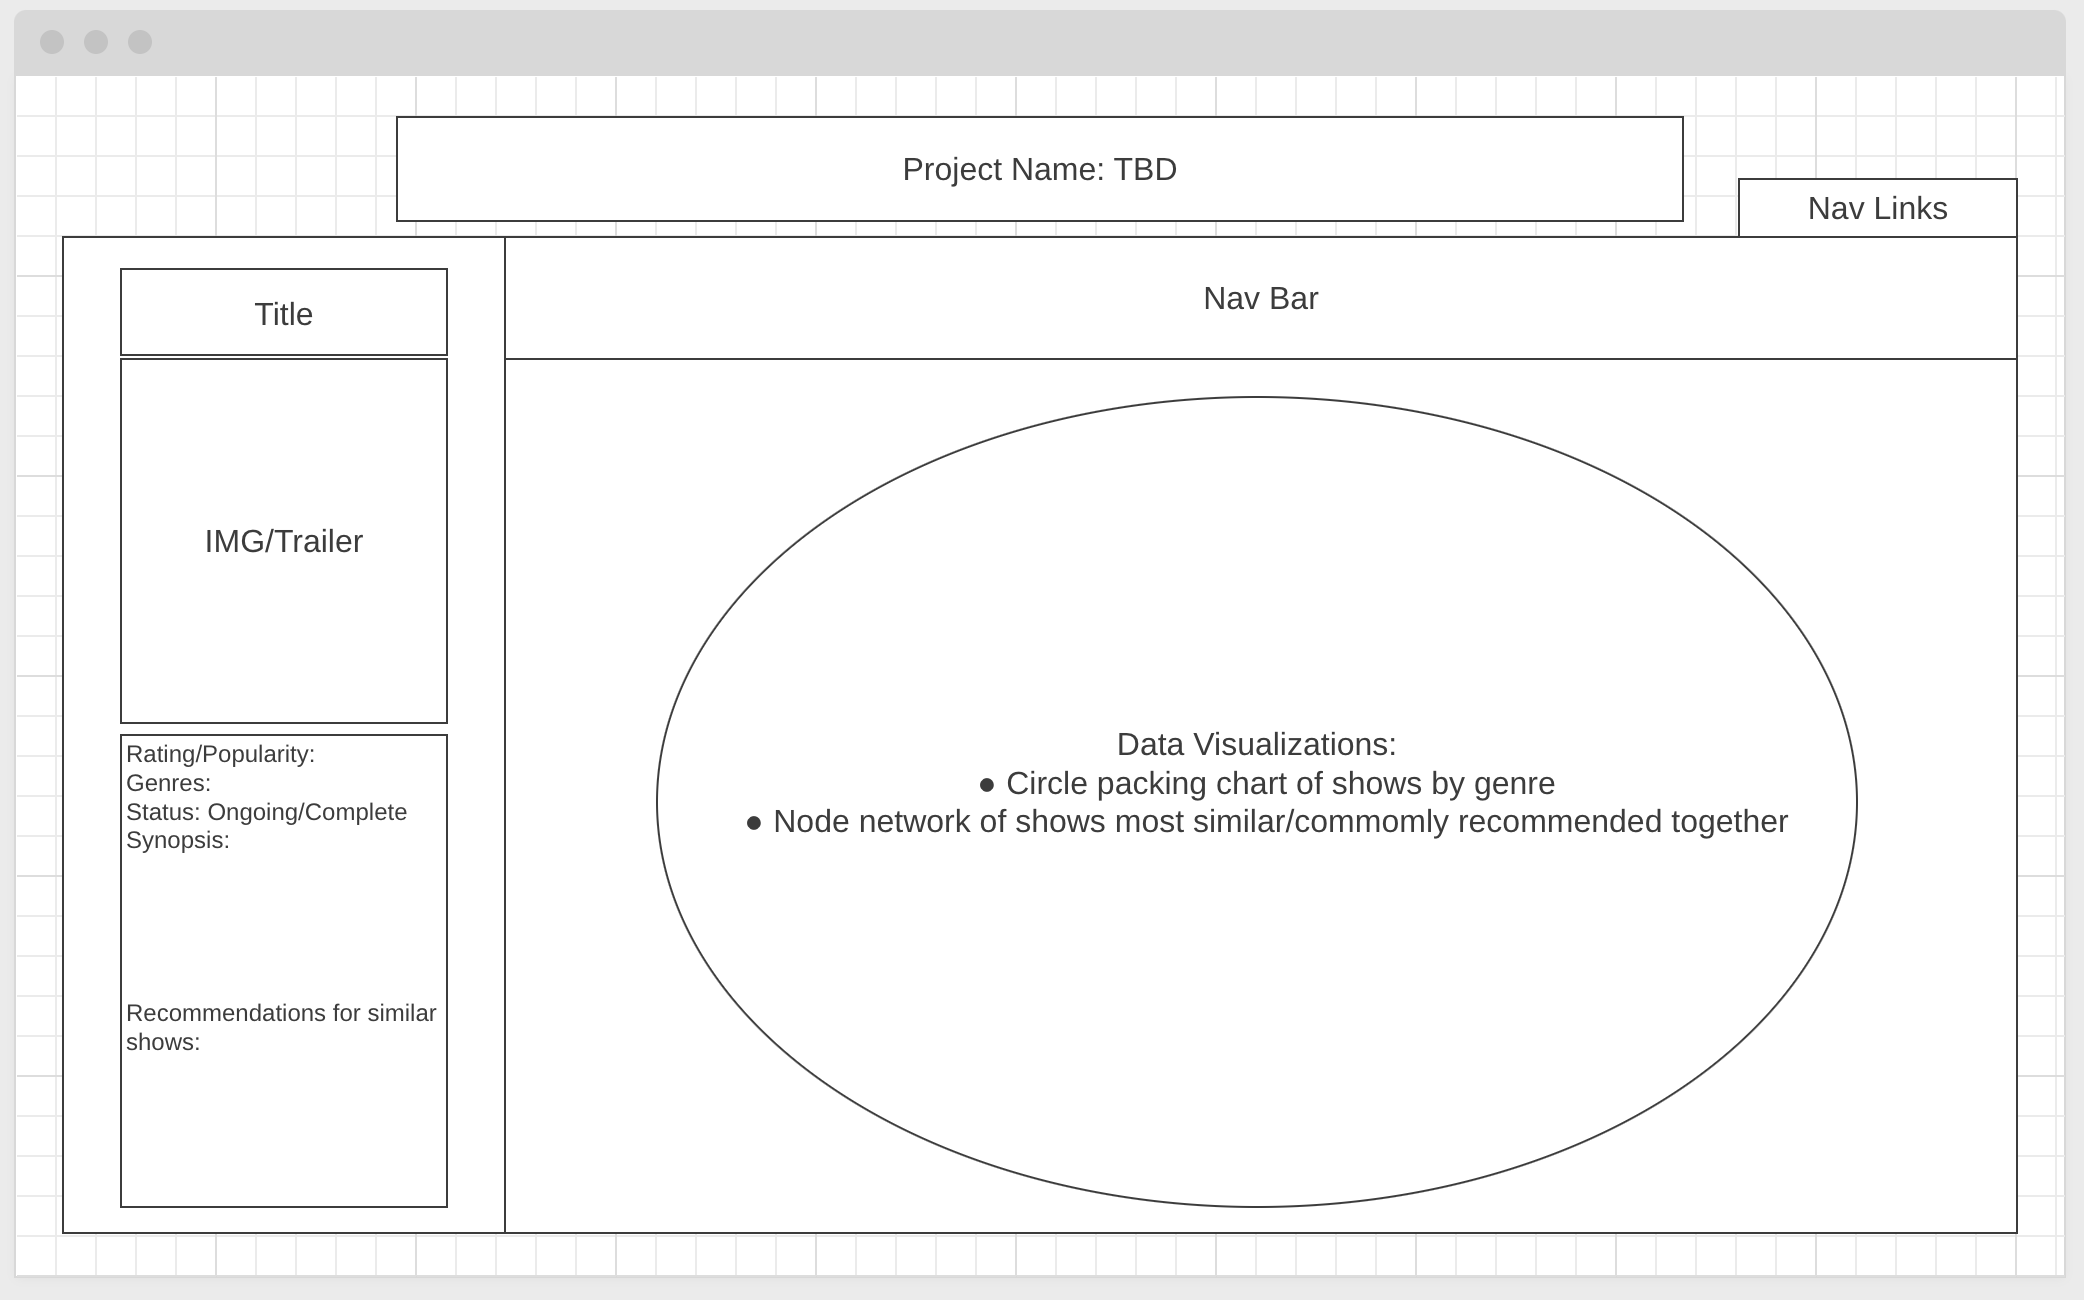 Project Name: TBD
Nav Links
Title
Nav Bar
IMG/Trailer
Rating/Popularity:
Genres:
Status: Ongoing/Complete
Synopsis:
Recommendations for similar
shows:
Data Visualizations:
● Circle packing chart of shows by genre
● Node network of shows most similar/commomly recommended together